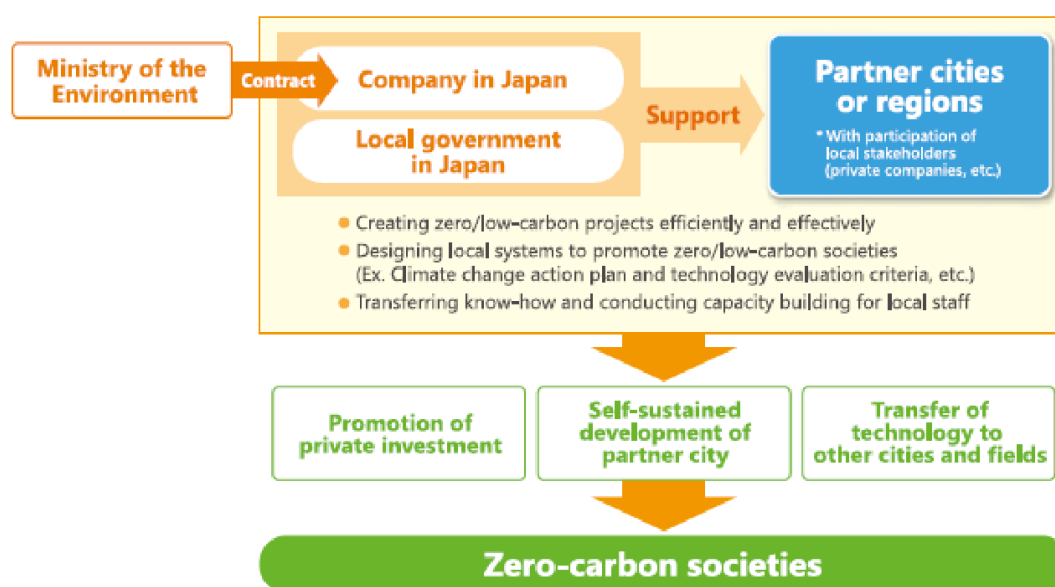 Ministry of the
Environment
Contract
Company in Japan
Local government
in Japan
Support
Partner cities
or regions
* With participation of
local stakeholders
(private companies, etc.)
● Creating zero/low-carbon projects efficiently and effectively
● Designing local systems to promote zero/low-carbon societies
(Ex. Climate change action plan and technology evaluation criteria, etc.)
● Transferring know-how and conducting capacity building for local staff
Promotion of
private investment
Self-sustained
development of
partner city
Transfer of
technology to
other cities and fields
Zero-carbon societies